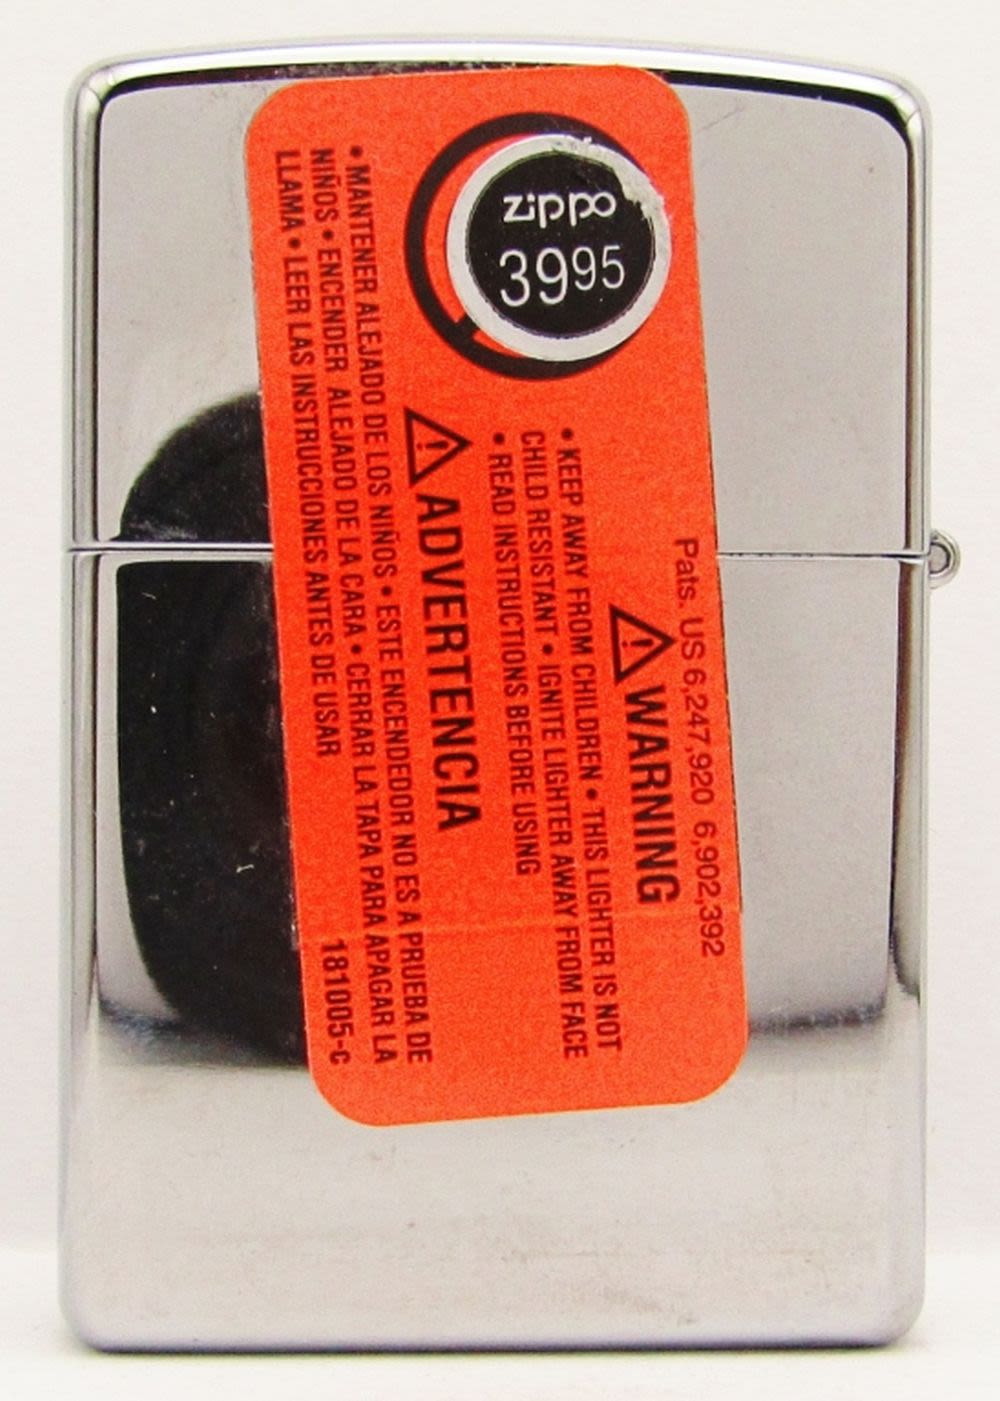 zippo
39 95
Pats. US 6,247,920 6,902,392
WARNING
• KEEP AWAY FROM CHILDREN • THIS LIGHTER IS NOT
CHILD RESISTANT • IGNITE LIGHTER AWAY FROM FACE
• READ INSTRUCTIONS BEFORE USING
ADVERTENCIA
• MANTENER ALEJADO DE LOS NIÑOS • ESTE ENCENDEDOR NO ES A PRUEBA DE
NIÑOS • ENCENDER ALEJADO DE LA CARA • CERRAR LA TAPA PARA APAGAR LA
LLAMA • LEER LAS INSTRUCCIONES ANTES DE USAR
181005-C